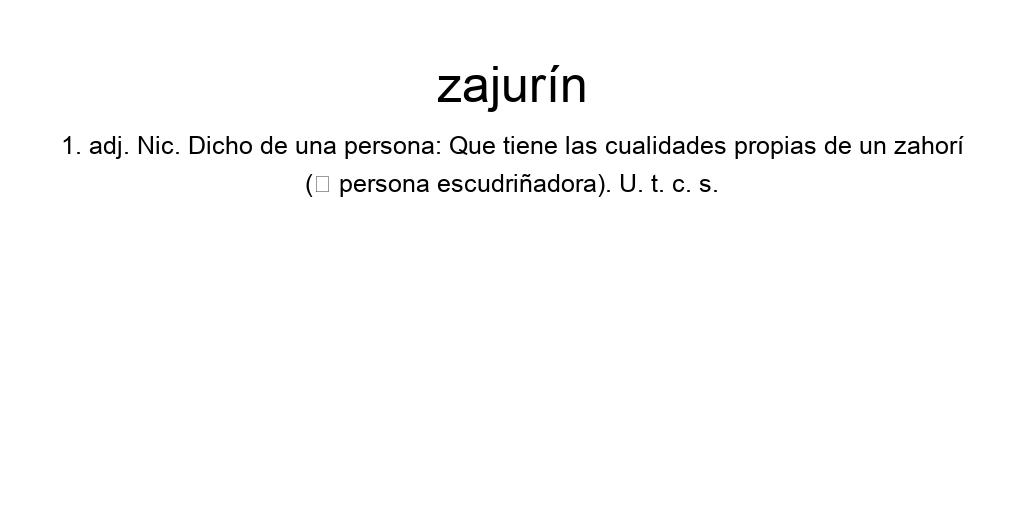 zajurín
1. adj. Nic. Dicho de una persona: Que tiene las cualidades propias de un zahorí
(□ persona escudriñadora). U. t. c. s.